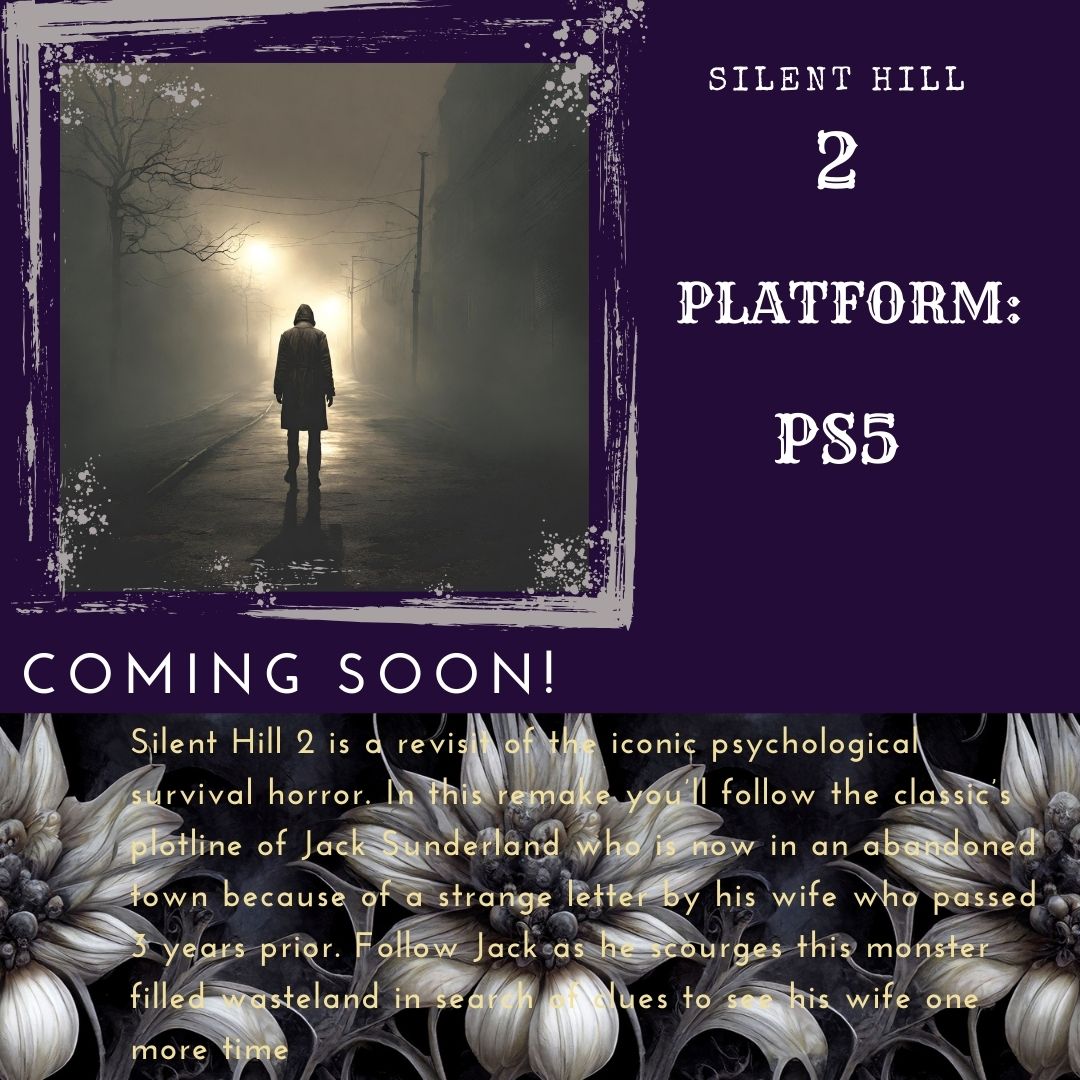 SILENT HILL
2
PLATFORM:
PS5
COMING SOON!
Silent Hill 2 is a revisit of the iconic psychological
survival horror. In this remake you'll follow the classic's
plotline of Jack Sunderland who is now in an abandoned
town because of a strange letter by his wife who passed
3 years prior. Follow Jack as he scourges this monster
filled wasteland in search of clues to see his wife one
more time